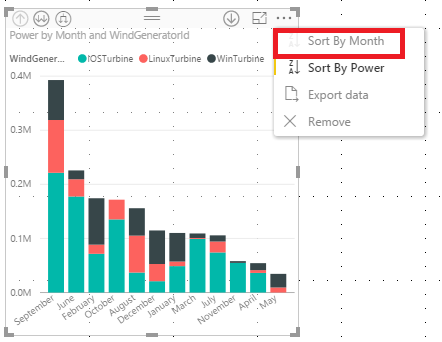 Power by Month and WindGeneratorId
WindGener... IOSTurbine LinuxTurbine WinTurbine
0.4M
0.3M
0.2M
0.1M
0.0M
September June February March October August December January March July November April May
Sort By Month
Z
A
Sort By Power
Export data
Remove